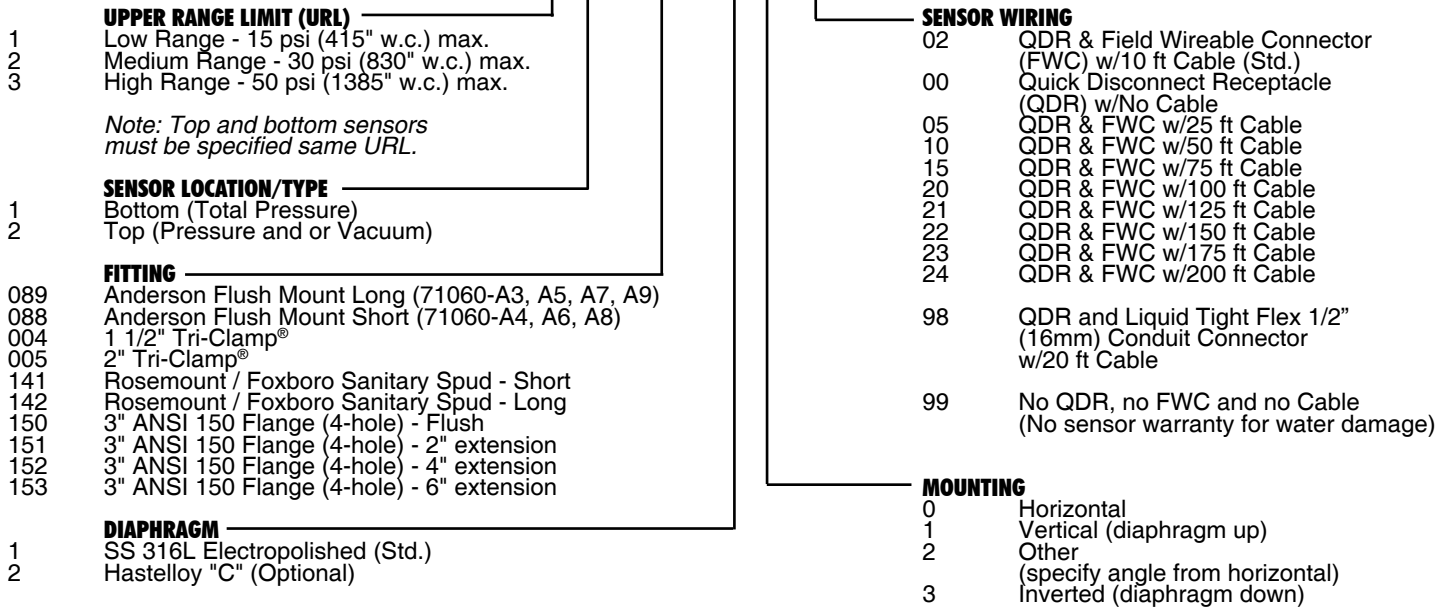 UPPER RANGE LIMIT (URL)
1 Low Range - 15 psi (415" w.c.) max.
2 Medium Range - 30 psi (830" w.c.) max.
3 High Range - 50 psi (1385" w.c.) max.
Note: Top and bottom sensors
must be specified same URL.
SENSOR LOCATION/TYPE
1 Bottom (Total Pressure)
2 Top (Pressure and or Vacuum)
FITTING
089 Anderson Flush Mount Long (71060-A3, A5, A7, A9)
088 Anderson Flush Mount Short (71060-A4, A6, A8)
004 1 1/2" Tri-Clamp®
005 2" Tri-Clamp®
141 Rosemount / Foxboro Sanitary Spud - Short
142 Rosemount / Foxboro Sanitary Spud - Long
150 3" ANSI 150 Flange (4-hole) - Flush
151 3" ANSI 150 Flange (4-hole) - 2" extension
152 3" ANSI 150 Flange (4-hole) - 4" extension
153 3" ANSI 150 Flange (4-hole) - 6" extension
DIAPHRAGM
1 SS 316L Electropolished (Std.)
2 Hastelloy "C" (Optional)
SENSOR WIRING
02 QDR & Field Wireable Connector
(FWC) w/10 ft Cable (Std.)
00 Quick Disconnect Receptacle
(QDR) w/No Cable
05 QDR & FWC w/25 ft Cable
10 QDR & FWC w/50 ft Cable
15 QDR & FWC w/75 ft Cable
20 QDR & FWC w/100 ft Cable
21 QDR & FWC w/125 ft Cable
22 QDR & FWC w/150 ft Cable
23 QDR & FWC w/175 ft Cable
24 QDR & FWC w/200 ft Cable
98 QDR and Liquid Tight Flex 1/2”
(16mm) Conduit Connector
w/20 ft Cable
99 No QDR, no FWC and no Cable
(No sensor warranty for water damage)
MOUNTING
0 Horizontal
1 Vertical (diaphragm up)
2 Other
(specify angle from horizontal)
3 Inverted (diaphragm down)